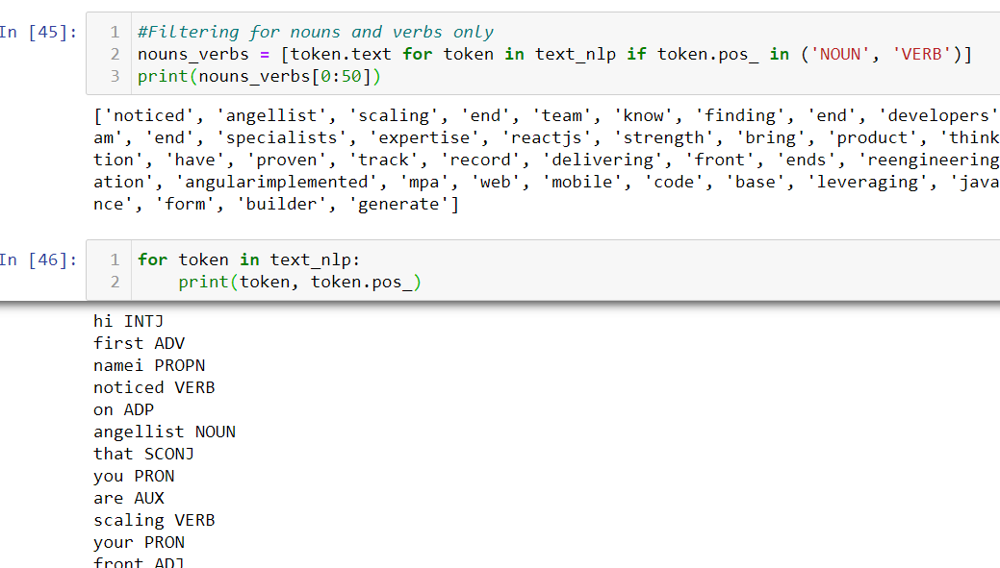 In [45]:
1 #Filtering for nouns and verbs only
2 nouns_verbs = [token.text for token in text_nlp if token.pos_ in ('NOUN', 'VERB')]
3 print(nouns_verbs[0:50])
['noticed', 'angellist', 'scaling', 'end', 'team', 'know', 'finding', 'end', 'developers'
am', 'end', 'specialists', 'expertise', 'reactjs', 'strength', 'bring', 'product', 'think
tion', 'have', 'proven', 'track', 'record', 'delivering', 'front', 'ends', 'reengineering
ation', 'angularimplemented', 'mpa', 'web', 'mobile', 'code', 'base', 'leveraging', 'java
nce', 'form', 'builder', 'generate']
In [46]:
1 for token in text_nlp:
2 print(token, token.pos_)
hi INTJ
first ADV
namei PROPN
noticed VERB
on ADP
angellist NOUN
that SCONJ
you PRON
are AUX
scaling VERB
your PRON
front ADJ